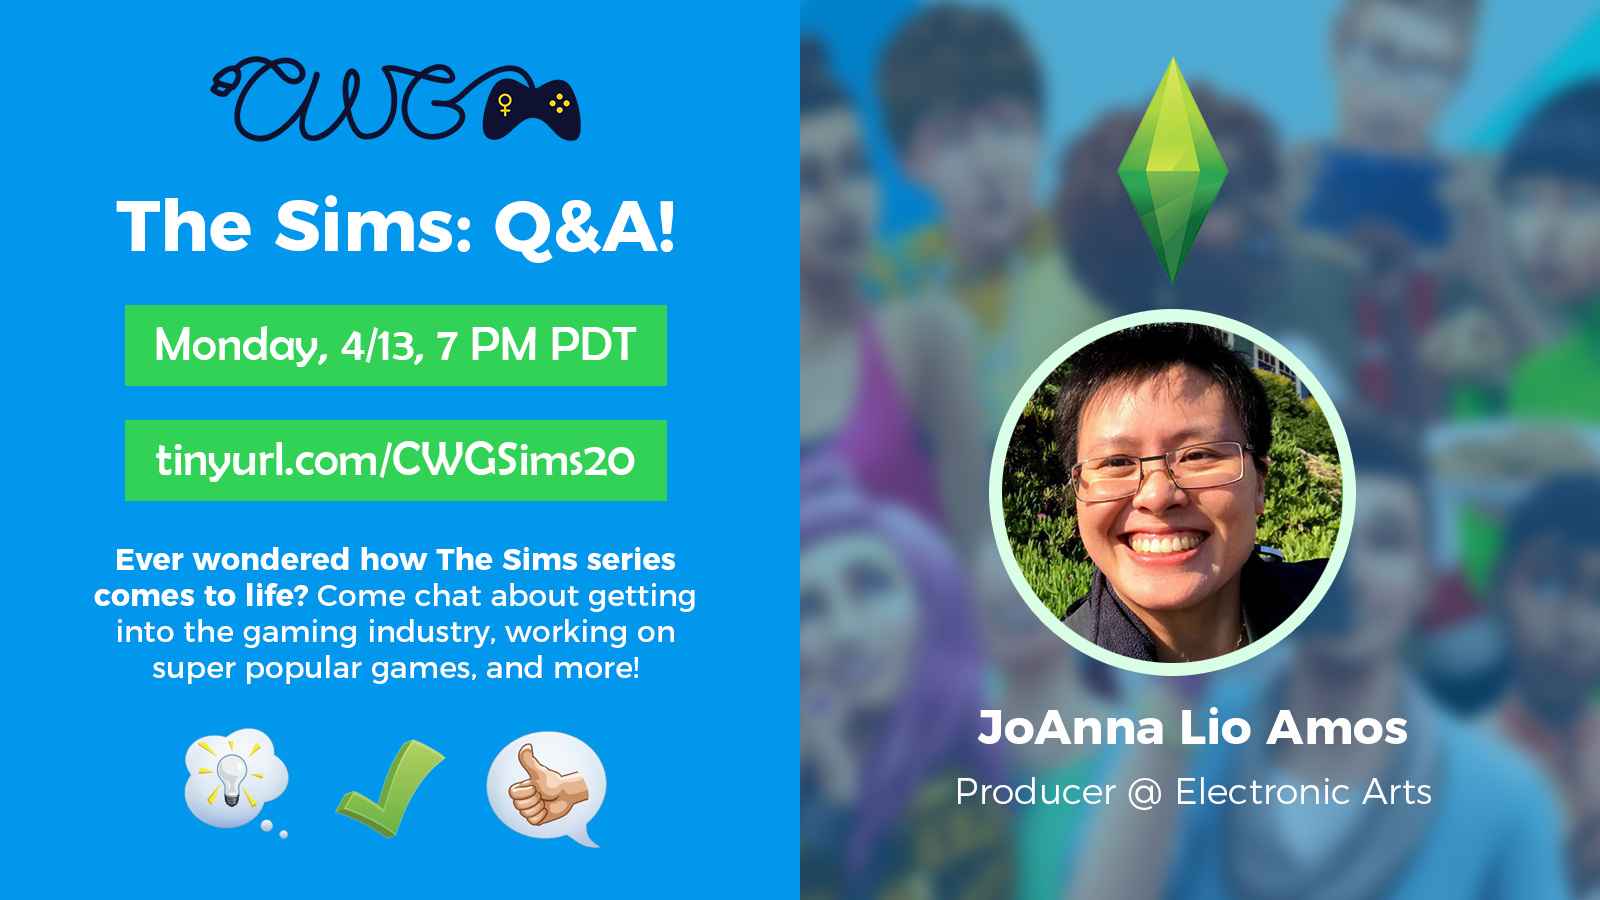 CWG
The Sims: Q&A!
Monday, 4/13, 7 PM PDT
tinyurl.com/CWGSims20
Ever wondered how The Sims series
comes to life? Come chat about getting
into the gaming industry, working on
super popular games, and more!
JoAnna Lio Amos
Producer @ Electronic Arts